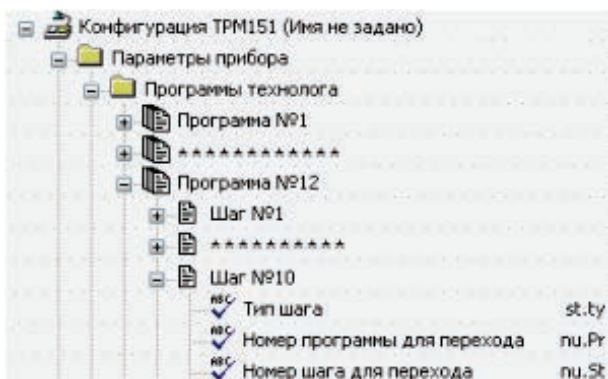 Конфигурация ТРМ151 (Имя не задано)
Параметры прибора
Программы технолога
Программа №1
************
Программа №12
Шаг №1
**********
Шаг №10
Тип шага st.ty
Номер программы для перехода nu.Pr
Номер шага для перехода nu.St